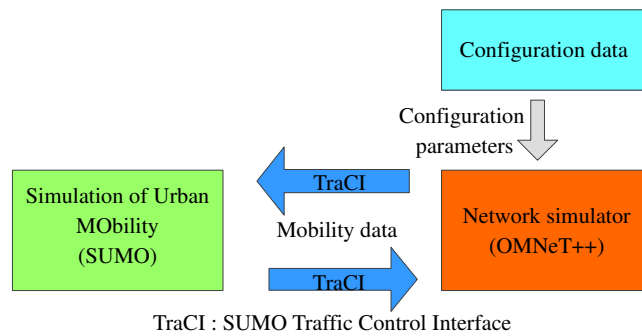 Configuration data
Configuration
parameters
TraCI
Simulation of Urban
MObility
(SUMO)
Mobility data
Network simulator
(OMNeT++)
TraCI
TraCI : SUMO Traffic Control Interface